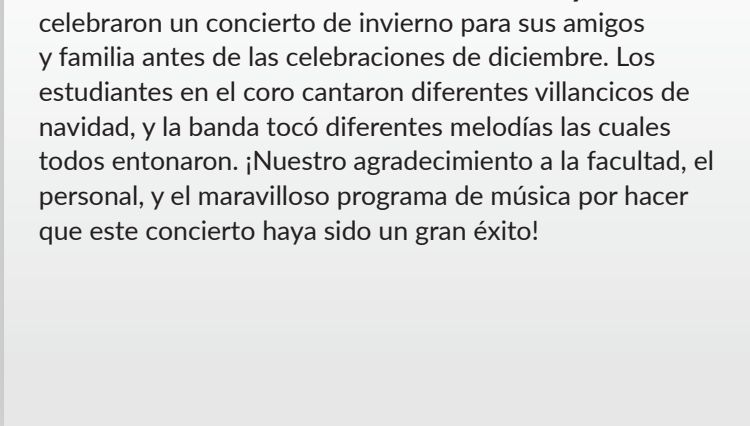 celebraron un concierto de invierno para sus amigos
y familia antes de las celebraciones de diciembre. Los
estudiantes en el coro cantaron diferentes villancicos de
navidad, y la banda tocó diferentes melodías las cuales
todos entonaron. ¡Nuestro agradecimiento a la facultad, el
personal, y el maravilloso programa de música por hacer
que este concierto haya sido un gran éxito!